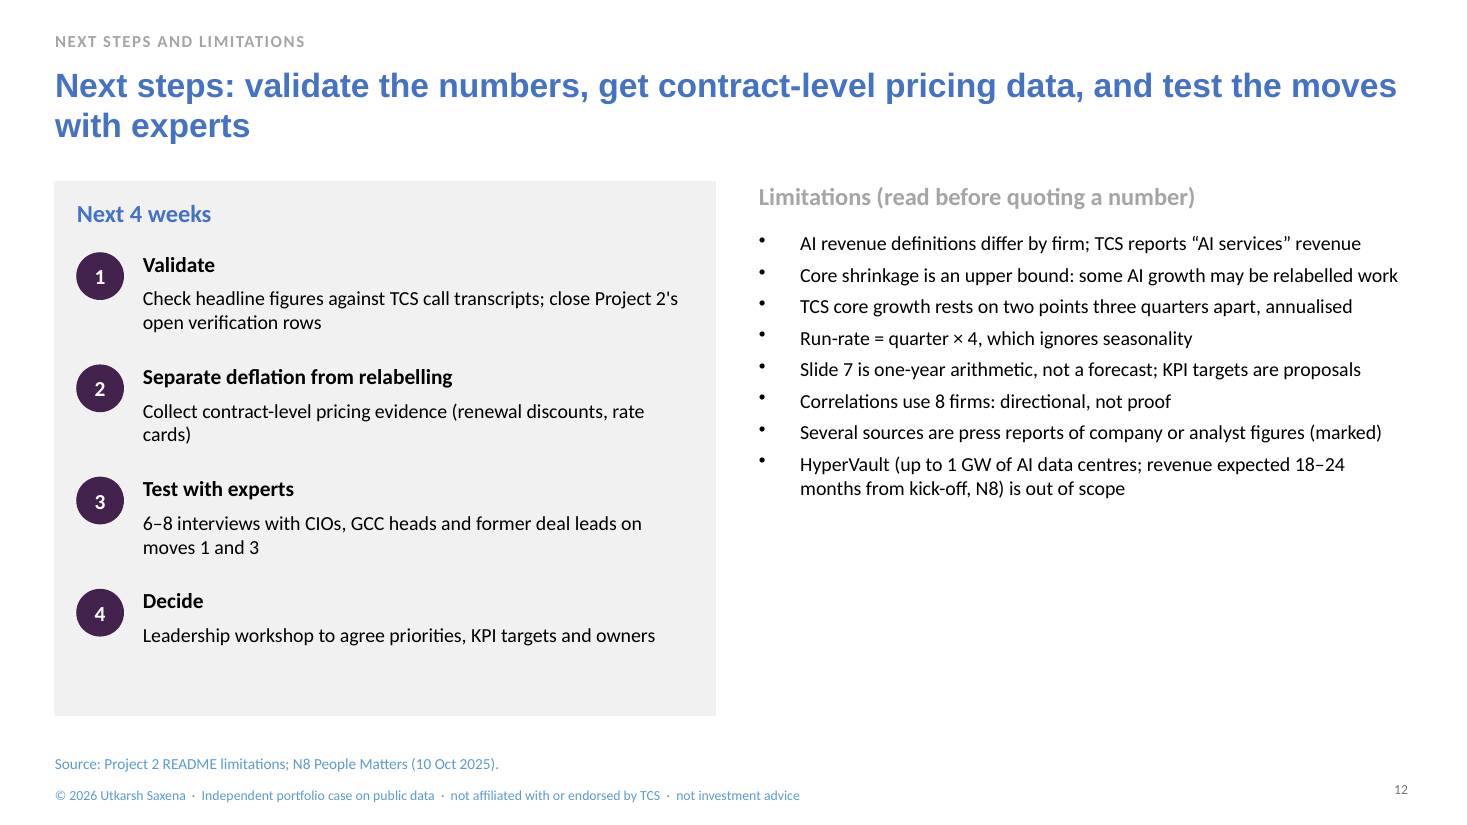 NEXT STEPS AND LIMITATIONS
Next steps: validate the numbers, get contract-level pricing data, and test the moves
with experts
Next 4 weeks
1
Validate
Check headline figures against TCS call transcripts; close Project 2's
open verification rows
2
Separate deflation from relabelling
Collect contract-level pricing evidence (renewal discounts, rate
cards)
3
Test with experts
6–8 interviews with CIOs, GCC heads and former deal leads on
moves 1 and 3
4
Decide
Leadership workshop to agree priorities, KPI targets and owners
Limitations (read before quoting a number)
• AI revenue definitions differ by firm; TCS reports “AI services” revenue
• Core shrinkage is an upper bound: some AI growth may be relabelled work
• TCS core growth rests on two points three quarters apart, annualised
• Run-rate = quarter × 4, which ignores seasonality
• Slide 7 is one-year arithmetic, not a forecast; KPI targets are proposals
• Correlations use 8 firms: directional, not proof
• Several sources are press reports of company or analyst figures (marked)
• HyperVault (up to 1 GW of AI data centres; revenue expected 18–24
months from kick-off, N8) is out of scope
Source: Project 2 README limitations; N8 People Matters (10 Oct 2025).
© 2026 Utkarsh Saxena · Independent portfolio case on public data · not affiliated with or endorsed by TCS · not investment advice
12